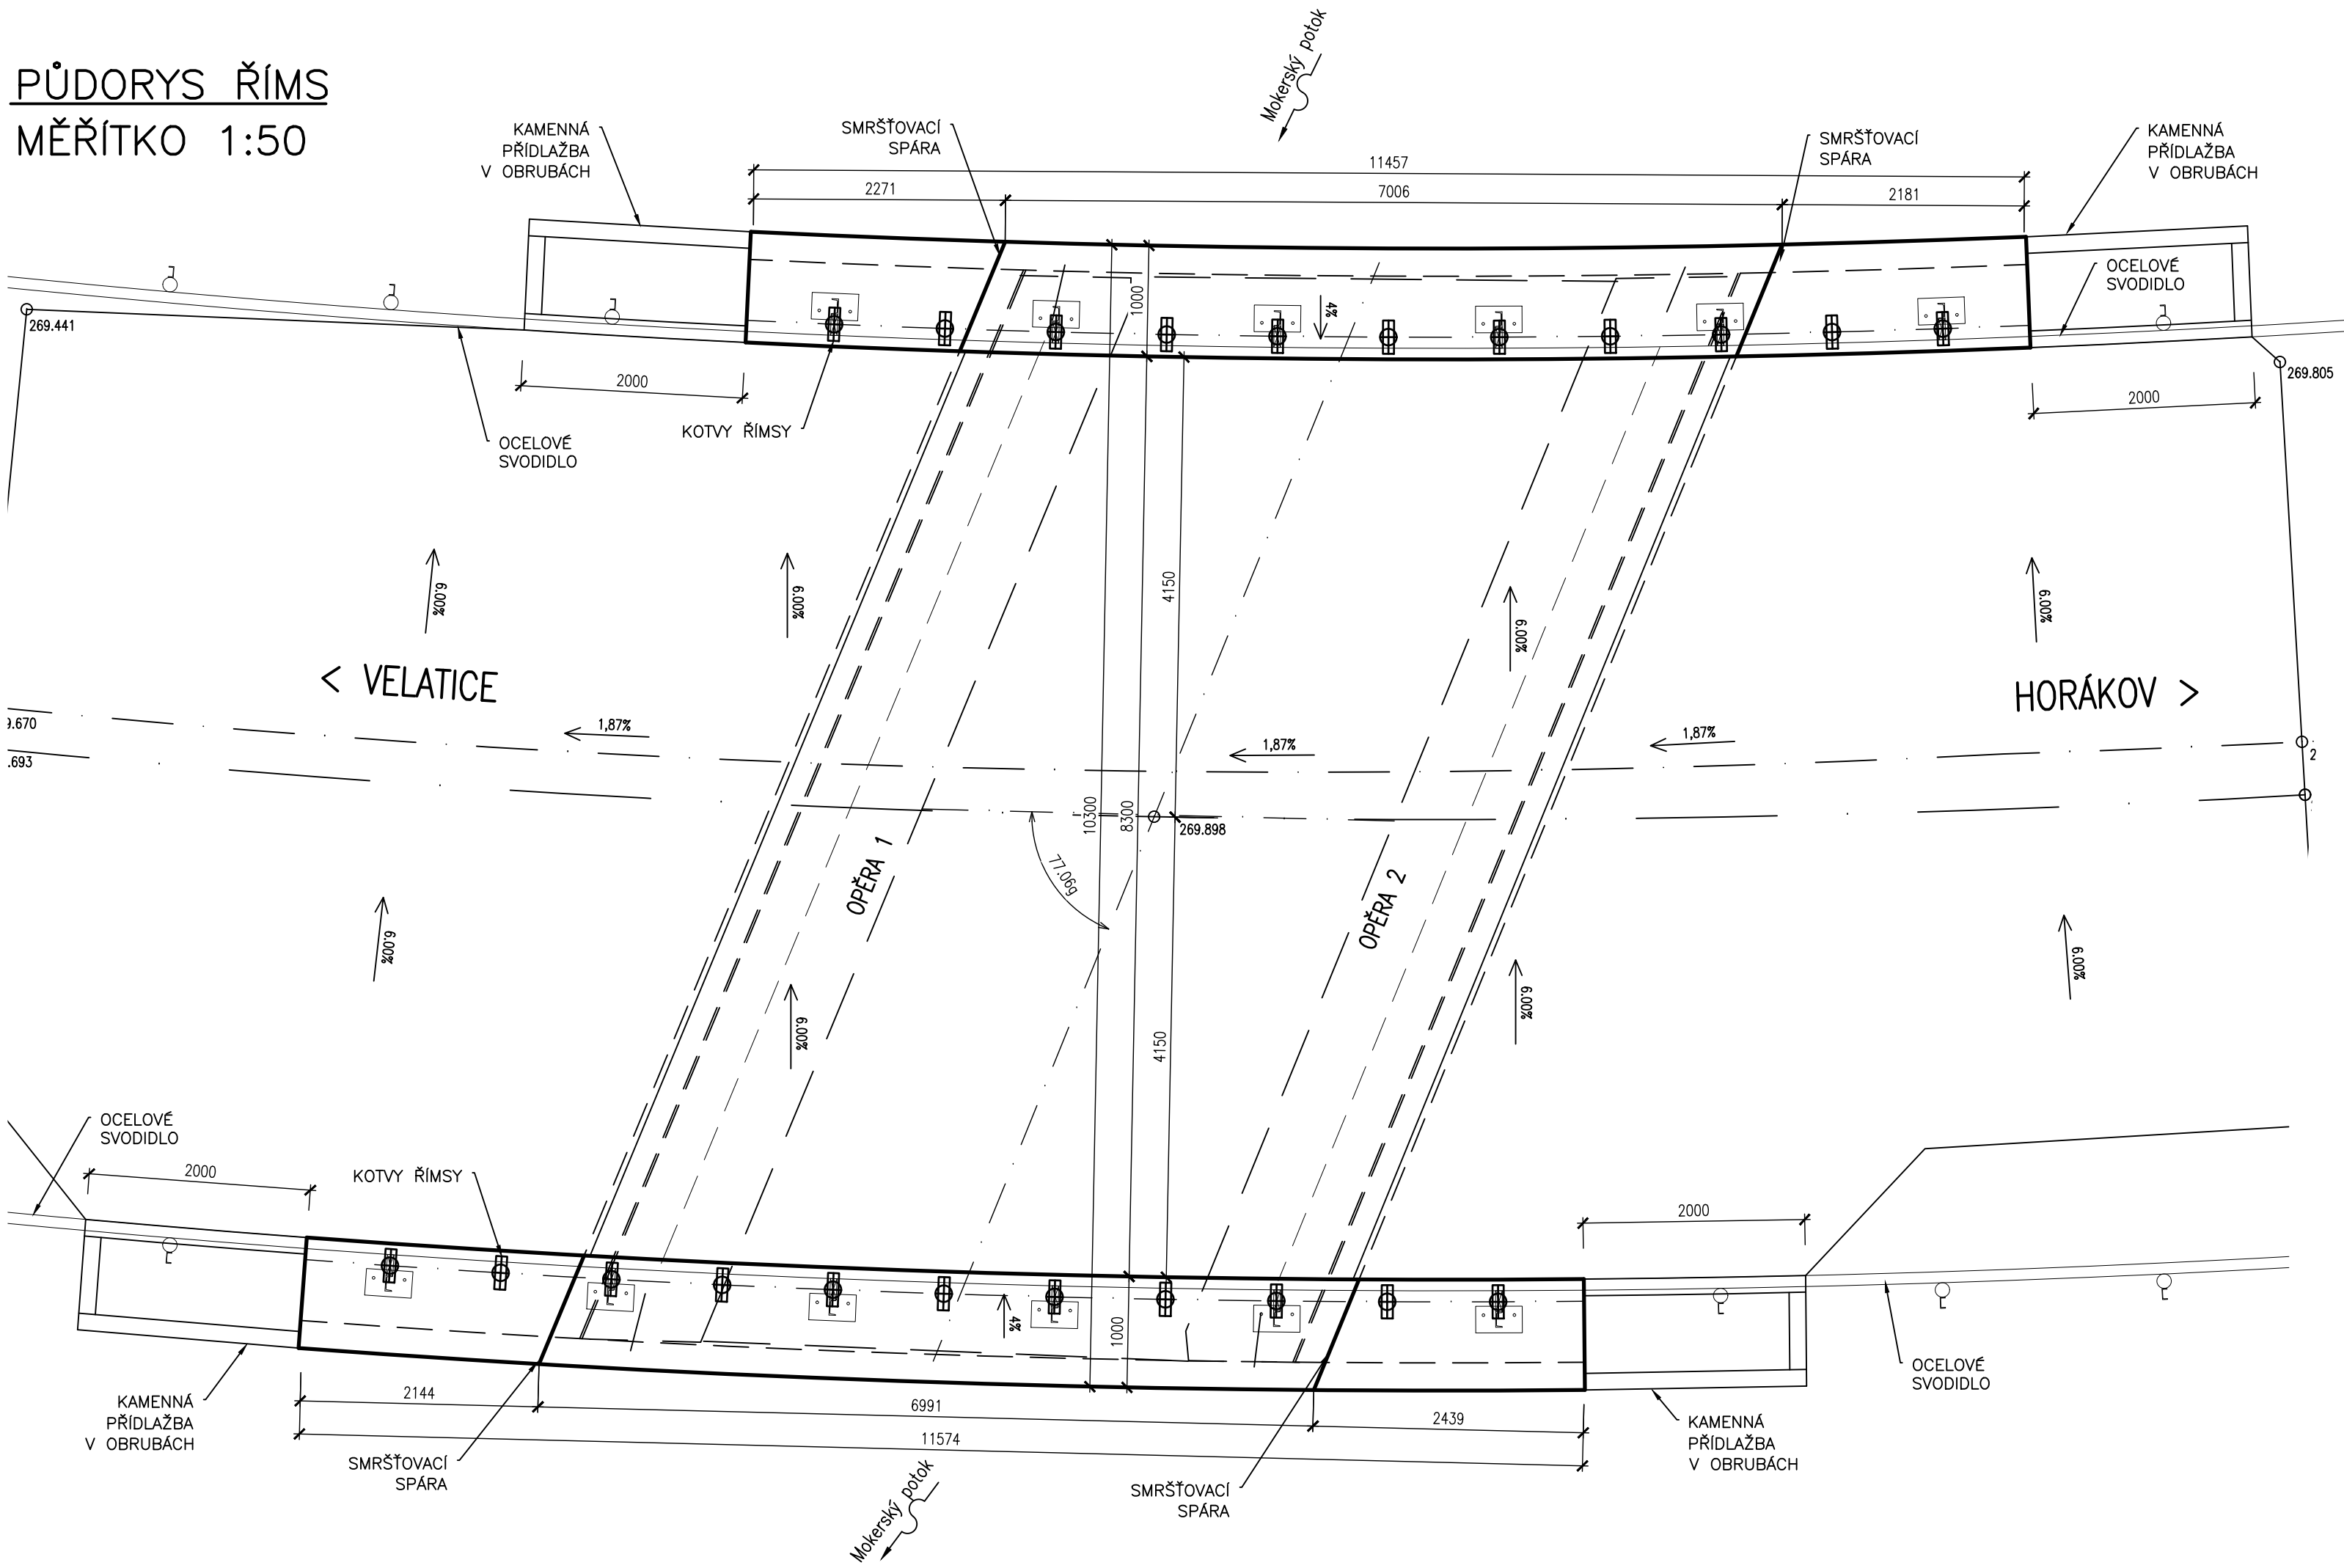 PŮDORYS ŘÍMS
MĚŘÍTKO 1:50
Mokerský potok
KAMENNÁ
PŘÍDLAŽBA
V OBRUBÁCH
SMRŠŤOVACÍ
SPÁRA
11457
SMRŠŤOVACÍ
SPÁRA
KAMENNÁ
PŘÍDLAŽBA
V OBRUBÁCH
2271
7006
2181
OCELOVÉ
SVODIDLO
1000
4%
269.441
269.805
2000
2000
KOTVY ŘÍMSY
OCELOVÉ
SVODIDLO
6.00%
6.00%
4150
6.00%
6.00%
< VELATICE
HORÁKOV >
9.670
1,87%
1,87%
1,87%
.693
2
10300
8300
269.898
77.06g
OPĚRA 1
OPĚRA 2
6.00%
6.00%
6.00%
6.00%
4150
OCELOVÉ
SVODIDLO
2000
KOTVY ŘÍMSY
2000
4%
1000
OCELOVÉ
SVODIDLO
KAMENNÁ
PŘÍDLAŽBA
V OBRUBÁCH
2144
6991
2439
11574
KAMENNÁ
PŘÍDLAŽBA
V OBRUBÁCH
SMRŠŤOVACÍ
SPÁRA
SMRŠŤOVACÍ
SPÁRA
Mokerský potok